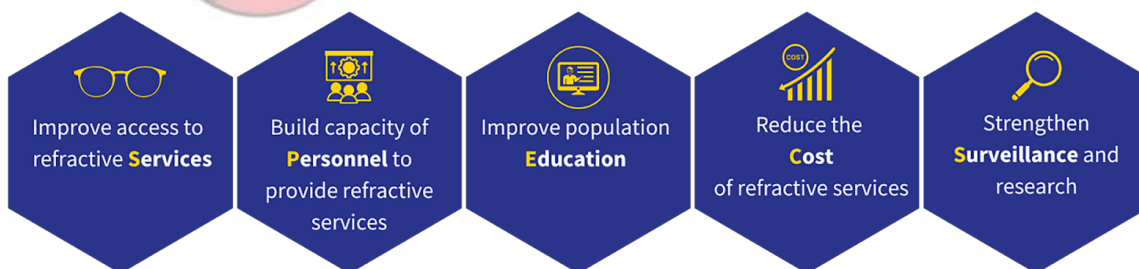 Improve access to
refractive Services
Build capacity of
Personnel to
provide refractive
services
Improve population
Education
COST
Reduce the
Cost
of refractive services
Strengthen
Surveillance and
research